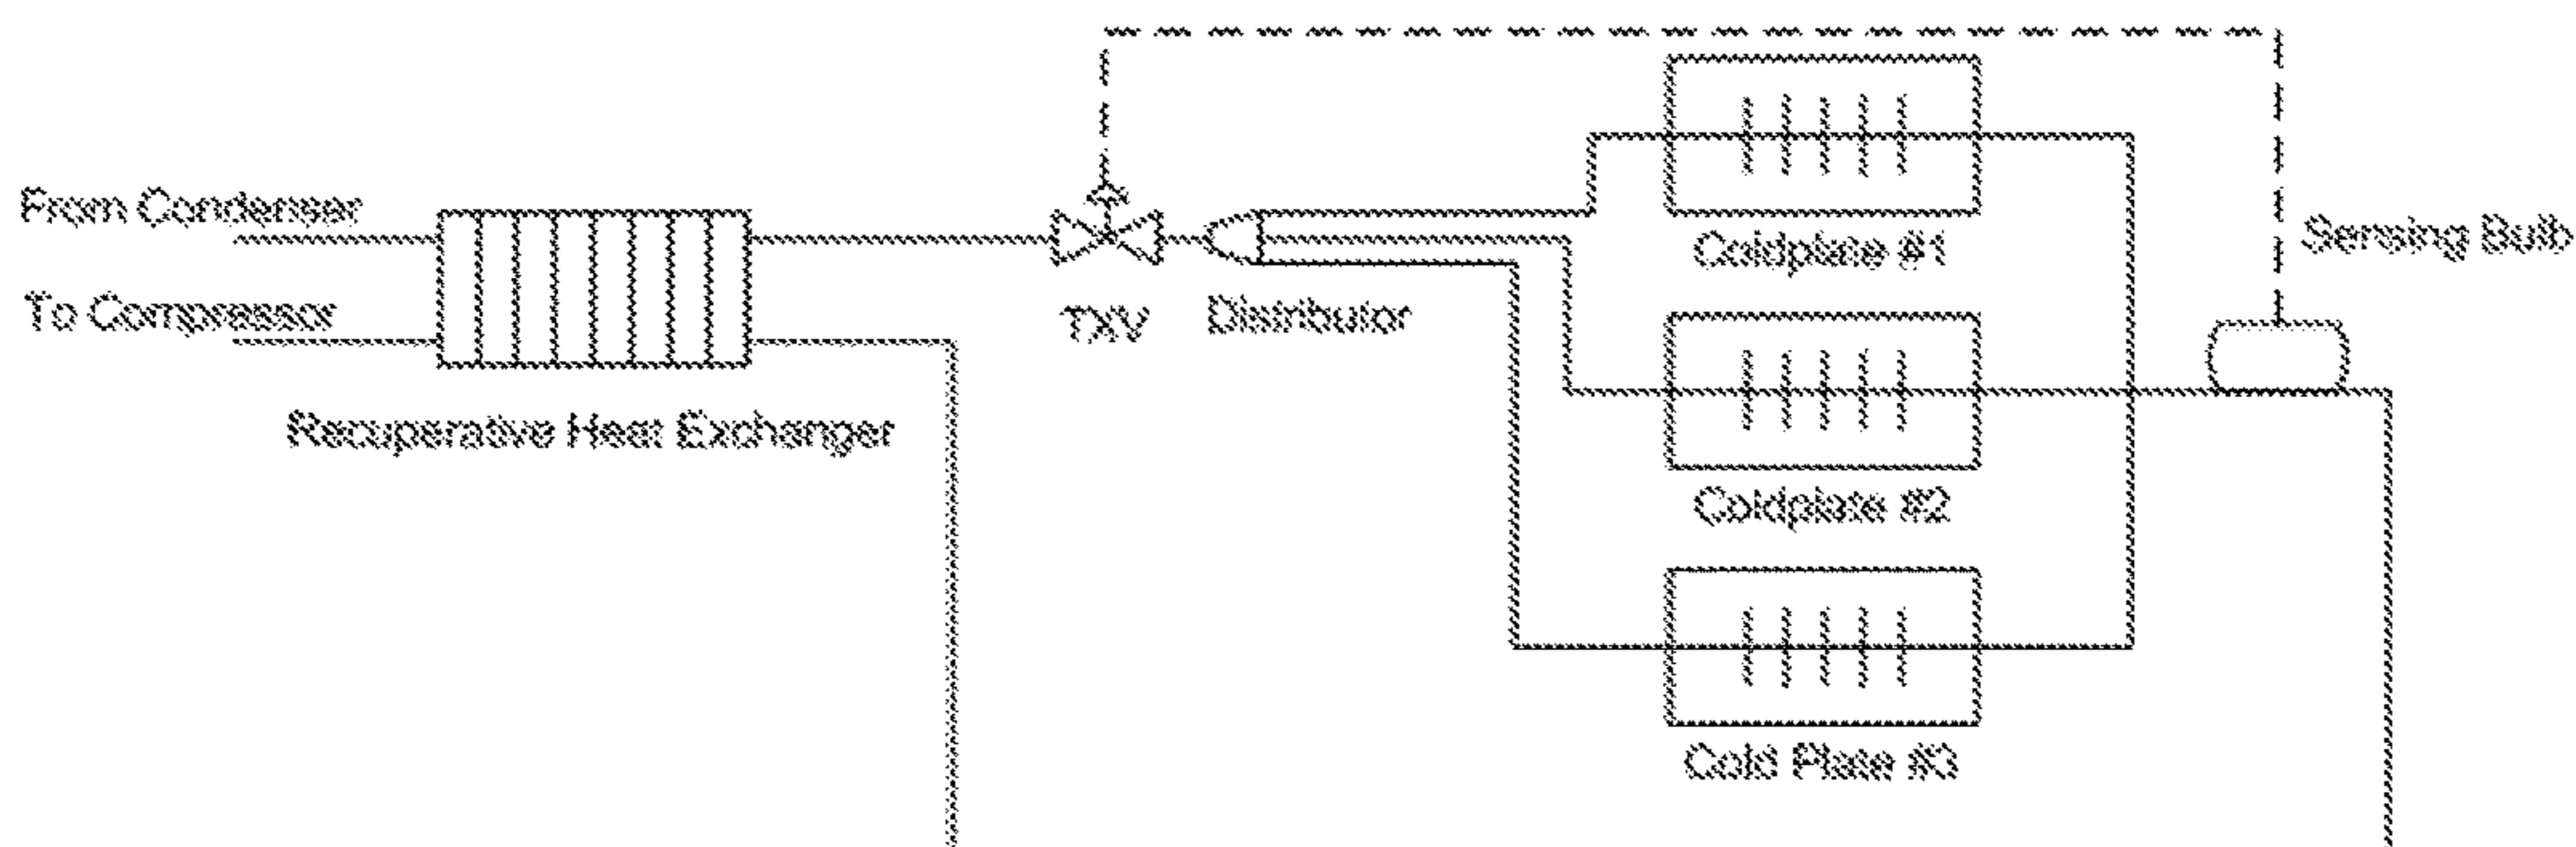 From Condenser
To Compressor
Recuperative Heat Exchanger
TXV
Distributor
Coldplate #1
Coldplate #2
Cold Plate #3
Sensing Bulb